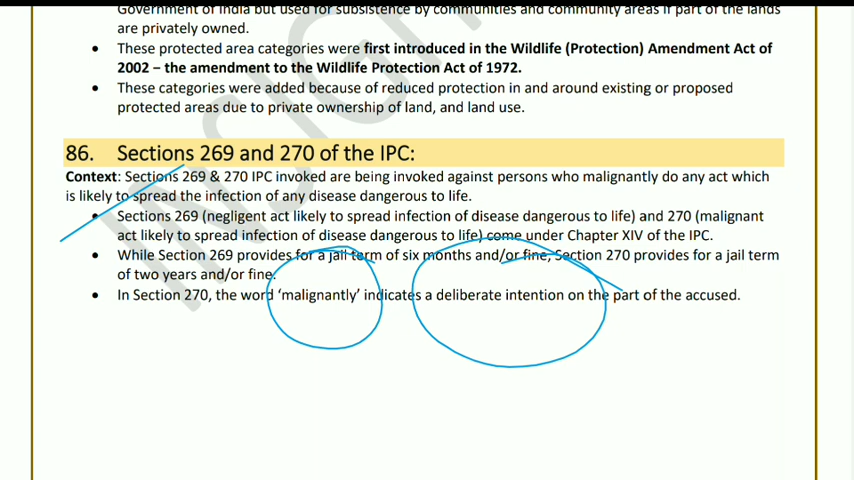 Government of India but used for subsistence by communities and community areas if part of the lands
are privately owned.
• These protected area categories were first introduced in the Wildlife (Protection) Amendment Act of
2002 – the amendment to the Wildlife Protection Act of 1972.
• These categories were added because of reduced protection in and around existing or proposed
protected areas due to private ownership of land, and land use.
86. Sections 269 and 270 of the IPC:
Context: Sections 269 & 270 IPC invoked are being invoked against persons who malignantly do any act which
is likely to spread the infection of any disease dangerous to life.
• Sections 269 (negligent act likely to spread infection of disease dangerous to life) and 270 (malignant
act likely to spread infection of disease dangerous to life) come under Chapter XIV of the IPC.
• While Section 269 provides for a jail term of six months and/or fine, Section 270 provides for a jail term
of two years and/or fine.
• In Section 270, the word ‘malignantly’ indicates a deliberate intention on the part of the accused.